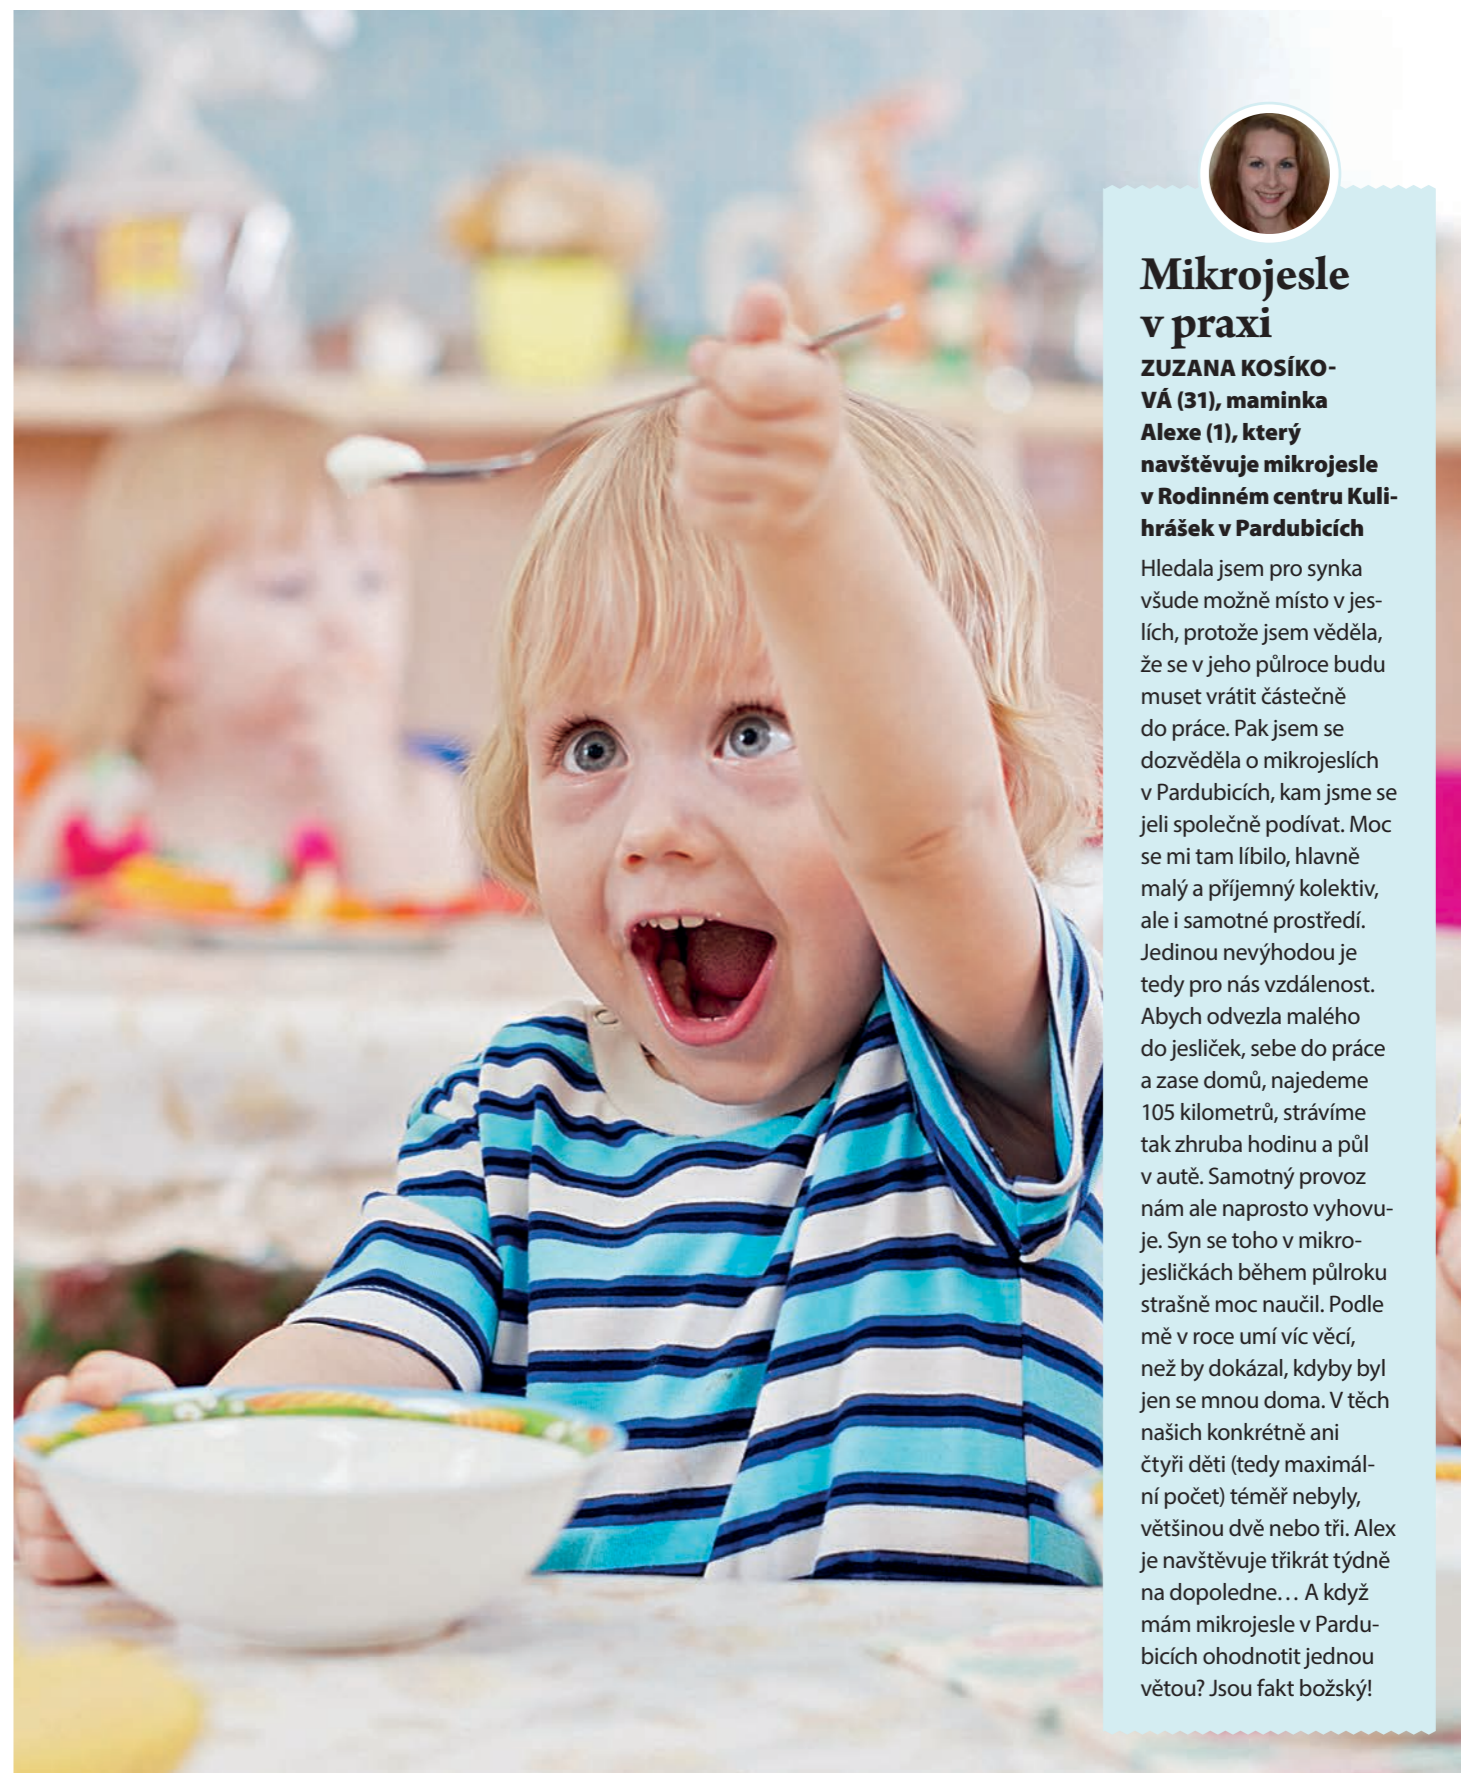 Mikrojesle
v praxi
ZUZANA KOSÍKO-
VÁ (31), maminka
Alexe (1), který
navštěvuje mikrojesle
v Rodinném centru Kuli-
hrášek v Pardubicích
Hledala jsem pro synka
všude možně místo v jes-
lích, protože jsem věděla,
že se v jeho půlroce budu
muset vrátit částečně
do práce. Pak jsem se
dozvěděla o mikrojeslích
v Pardubicích, kam jsme se
jeli společně podívat. Moc
se mi tam líbilo, hlavně
malý a příjemný kolektiv,
ale i samotné prostředí.
Jedinou nevýhodou je
tedy pro nás vzdálenost.
Abych odvezla malého
do jesliček, sebe do práce
a zase domů, najedeme
105 kilometrů, strávíme
tak zhruba hodinu a půl
v autě. Samotný provoz
nám ale naprosto vyhovu-
je. Syn se toho v mikro-
jesličkách během půlroku
strašně moc naučil. Podle
mě v roce umí víc věcí,
než by dokázal, kdyby byl
jen se mnou doma. V těch
našich konkrétně ani
čtyři děti (tedy maximál-
ní počet) téměř nebyly,
většinou dvě nebo tři. Alex
je navštěvuje třikrát týdně
na dopoledne… A když
mám mikrojesle v Pardu-
bicích ohodnotit jednou
větou? Jsou fakt božský!